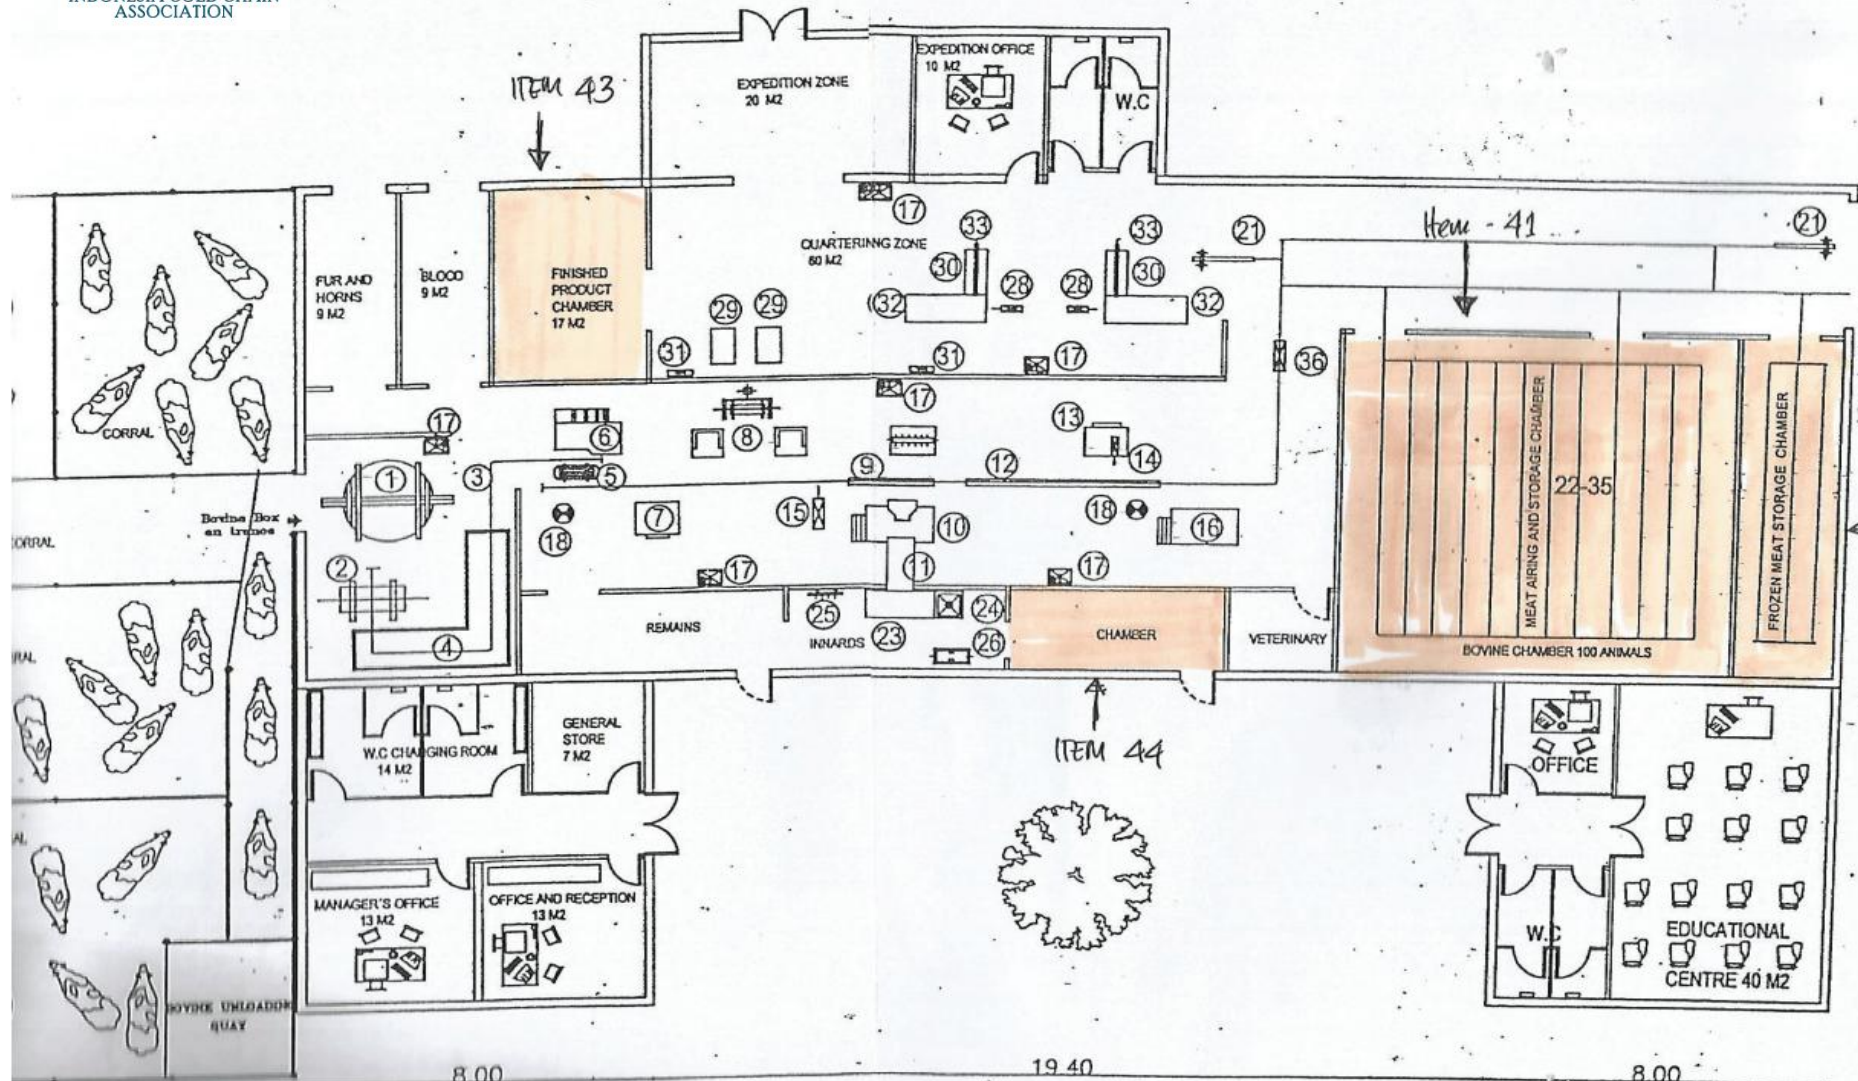 ASSOCIATION
ITEM 43
EXPEDITION ZONE
20 M2
EXPEDITION OFFICE
10 M2
W.C
17
33
33
21
Item - 41
21
QUARTERINNG ZONE
60 M2
30
30
28
28
32
32
29
29
31
31
17
36
FUR AND
HORNS
9 M2
BLOOD
9 M2
FINISHED
PRODUCT
CHAMBER
17 M2
CORRAL
17
17
6
8
13
14
1
3
5
9
12
Bovine Box
CORRAL
18
7
15
10
18
16
2
17
11
17
4
REMAINS
25
INNARDS
23
24
26
CHAMBER
VETERINARY
MEAT AIRING AND STORAGE CHAMBER
22-35
BOVINE CHAMBER 100 ANIMALS
FROZEN MEAT STORAGE CHAMBER
W.C CHANGING ROOM
14 M2
GENERAL
STORE
7 M2
ITEM 44
OFFICE
MANAGER'S OFFICE
13 M2
OFFICE AND RECEPTION
13 M2
W.C
EDUCATIONAL
CENTRE 40 M2
BOVINE UNLOADING
QUAY
8.00
19.40
8.00